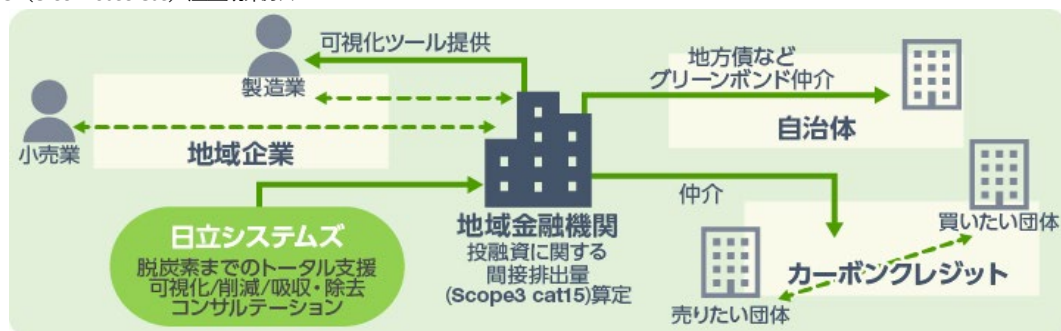 可視化ツール提供
製造業
小売業
地域企業
地方債など
グリーンボンド仲介
自治体
日立システムズ
脱炭素までのトータル支援
可視化/削減/吸収・除去
コンサルテーション
地域金融機関
投融資に関する
間接排出量
(Scope3 cat15)算定
仲介
買いたい団体
カーボンクレジット
売りたい団体